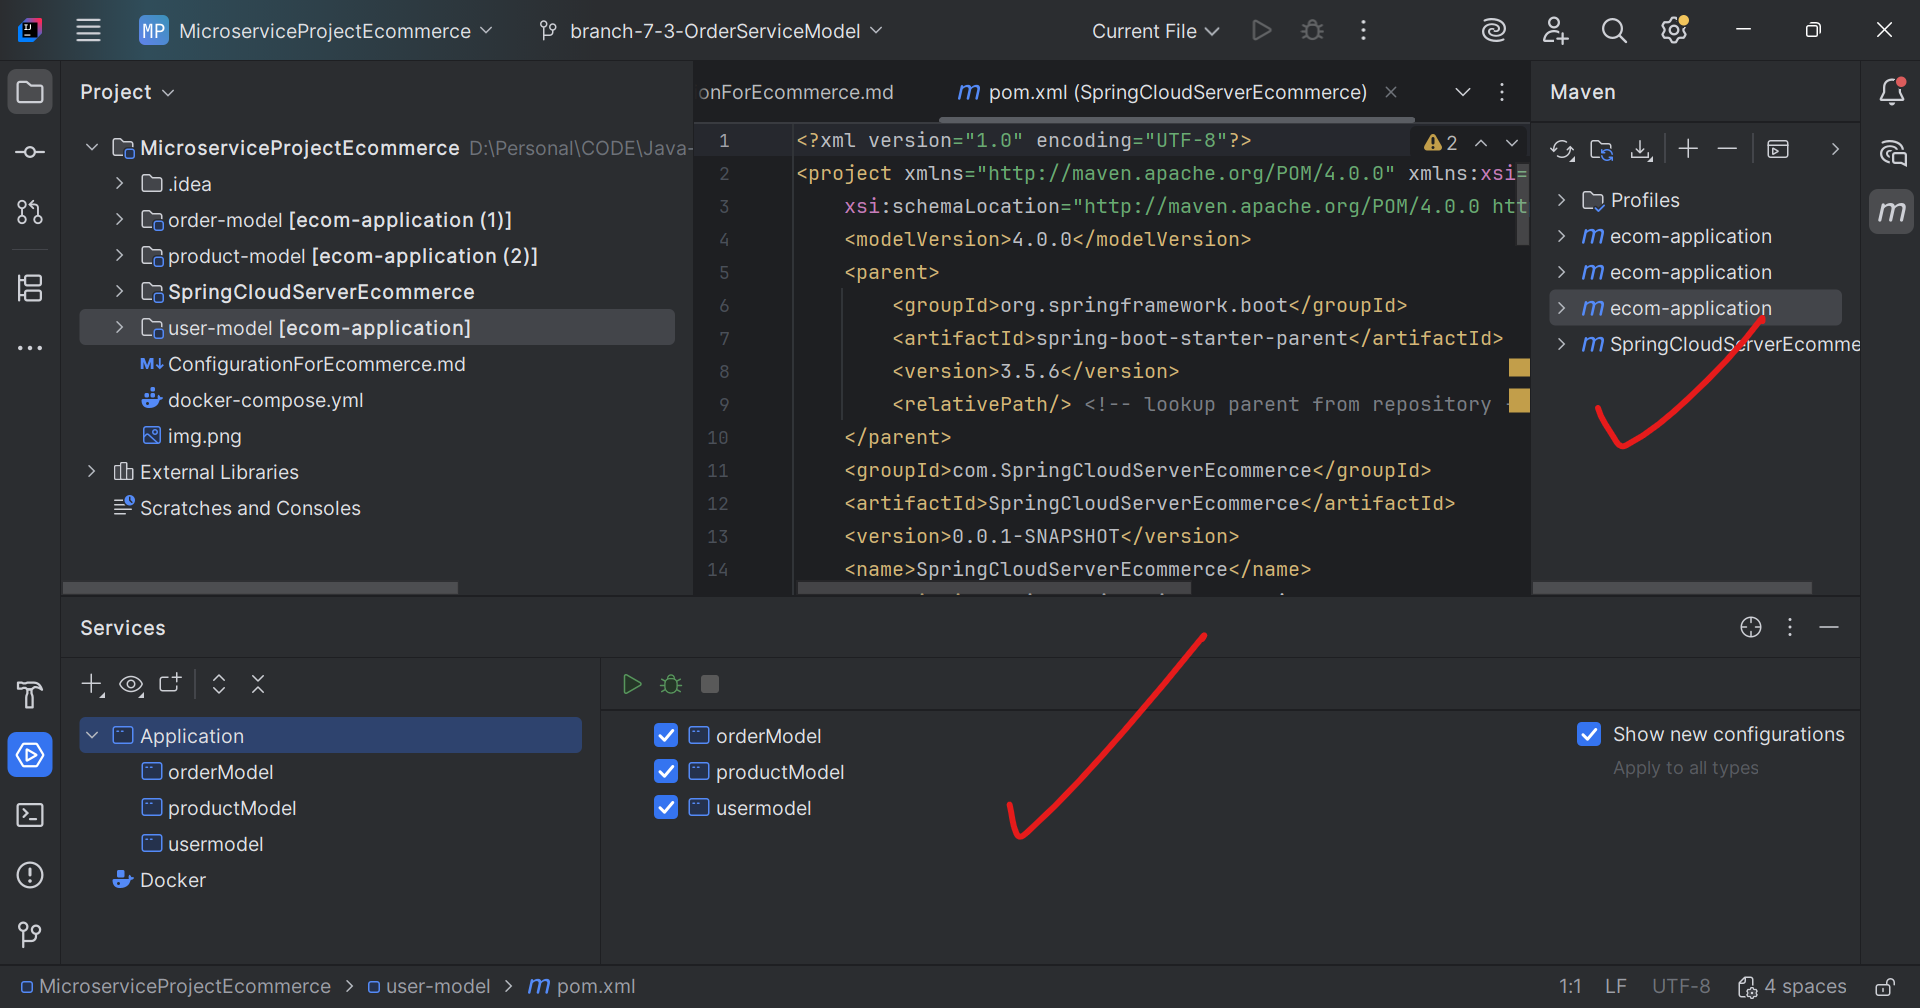 MP MicroserviceProjectEcommerce
branch-7-3-OrderServiceModel
Current File
Project
MicroserviceProjectEcommerce D:\Personal\CODE\Java-
.idea
order-model [ecom-application (1)]
product-model [ecom-application (2)]
SpringCloudServerEcommerce
user-model [ecom-application]
M↓ ConfigurationForEcommerce.md
docker-compose.yml
img.png
External Libraries
Scratches and Consoles
onForEcommerce.md
m pom.xml (SpringCloudServerEcommerce)
1 <?xml version="1.0" encoding="UTF-8"?>
2
2 <project xmlns="http://maven.apache.org/POM/4.0.0" xmlns:xsi=
3 xsi:schemaLocation="http://maven.apache.org/POM/4.0.0 htt
4 <modelVersion>4.0.0</modelVersion>
5 <parent>
6 <groupId>org.springframework.boot</groupId>
7 <artifactId>spring-boot-starter-parent</artifactId>
8 <version>3.5.6</version>
9 <relativePath/> <!-- lookup parent from repository -
10 </parent>
11 <groupId>com.SpringCloudServerEcommerce</groupId>
12 <artifactId>SpringCloudServerEcommerce</artifactId>
13 <version>0.0.1-SNAPSHOT</version>
14 <name>SpringCloudServerEcommerce</name>
Maven
Profiles
m ecom-application
m ecom-application
m ecom-application
m SpringCloudServerEcomme
m
Services
Application
orderModel
productModel
usermodel
Docker
orderModel
productModel
usermodel
Show new configurations
Apply to all types
MicroserviceProjectEcommerce > user-model > m pom.xml
1:1 LF UTF-8 4 spaces